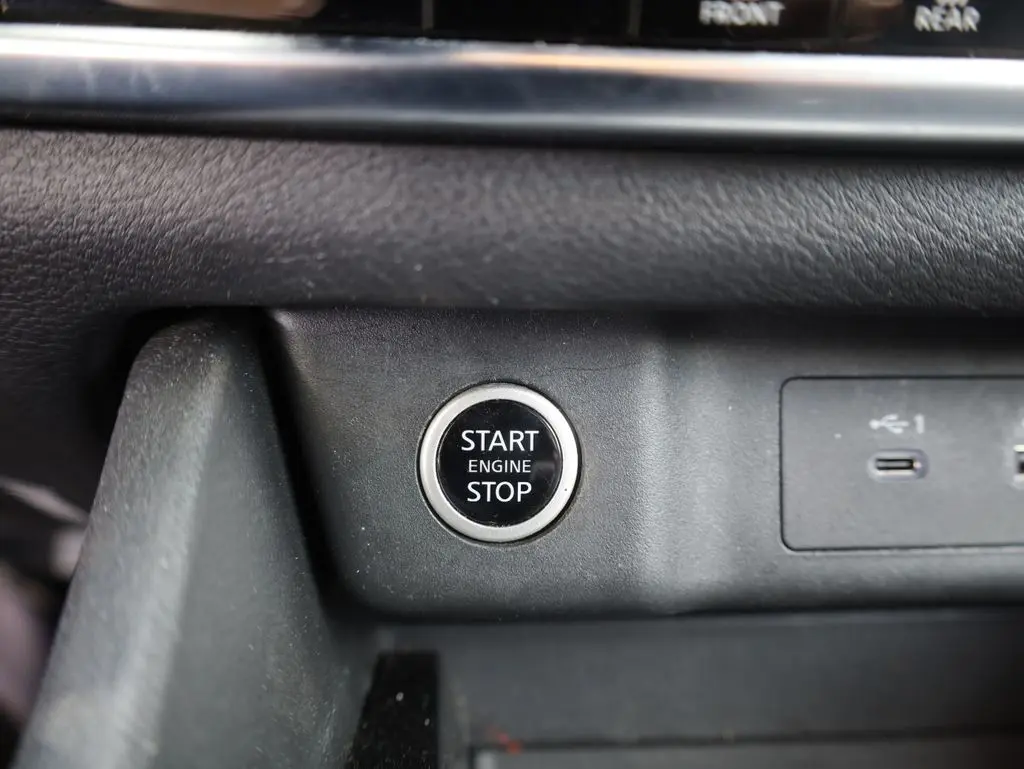 FRONT
REAR
START
ENGINE
STOP
1